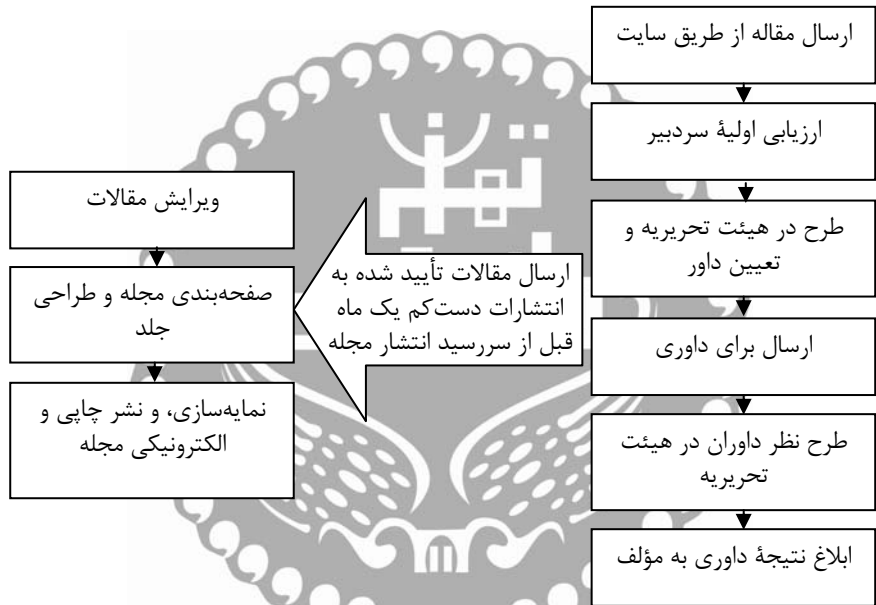 ارسال مقاله از طریق سایت
ارزیابی اولیۀ سردبیر
طرح در هیئت تحریریه و
تعیین داور
ارسال برای داوری
طرح نظر داوران در هیئت
تحریریه
ابلاغ نتیجۀ داوری به مؤلف
ارسال مقالات تأیید شده به
انتشارات دست‌کم یک ماه
قبل از سررسید انتشار مجله
ویرایش مقالات
صفحه‌بندی مجله و طراحی
جلد
نمایه‌سازی، و نشر چاپی و
الکترونیکی مجله